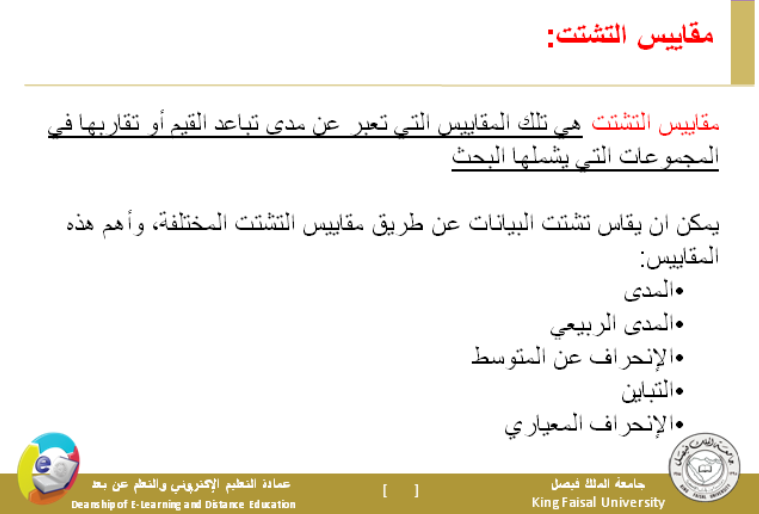 مقاييس التشتت:
مقاييس التشتت هي تلك المقاييس التي تعبر عن مدى تباعد القيم أو تقاربها في
المجموعات التي يشملها البحث
يمكن ان يقاس تشتت البيانات عن طريق مقاييس التشتت المختلفة، وأهم هذه
المقاييس:
•المدى
•المدى الربيعي
•الإنحراف عن المتوسط
•التباين
•الإنحراف المعياري
جامعة الملك فيصل
King Faisal University
[ ]
عمادة التعليم الإلكتروني والتعلم عن بعد
Deanship of E-Learning and Distance Education